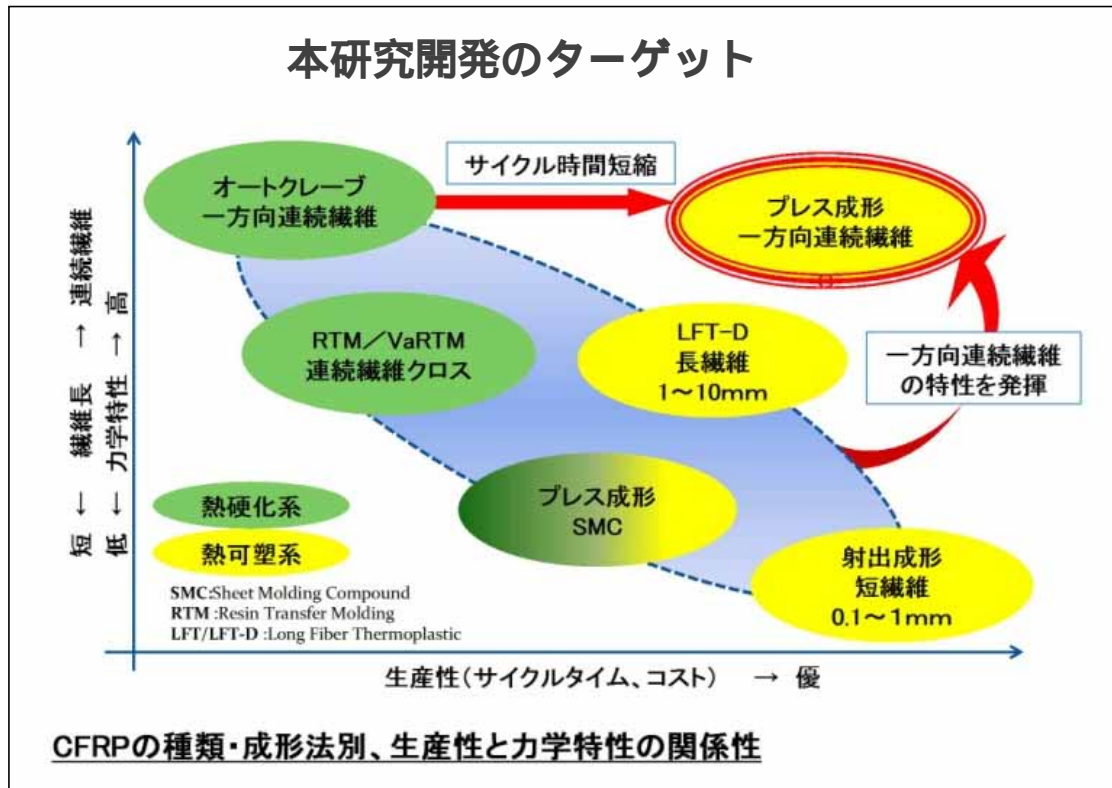 本研究開発のターゲット
オートクレーブ
一方向連続繊維
サイクル時間短縮
プレス成形
一方向連続繊維
RTM／VaRTM
連続繊維クロス
LFT-D
長繊維
1～10mm
一方向連続繊維
の特性を発揮
プレス成形
SMC
射出成形
短繊維
0.1～1mm
短 ← 繊維長 → 連続繊維
低 ← 力学特性 → 高
熱硬化系
熱可塑系
SMC:Sheet Molding Compound
RTM :Resin Transfer Molding
LFT/LFT-D :Long Fiber Thermoplastic
生産性(サイクルタイム、コスト) → 優
CFRPの種類・成形法別、生産性と力学特性の関係性